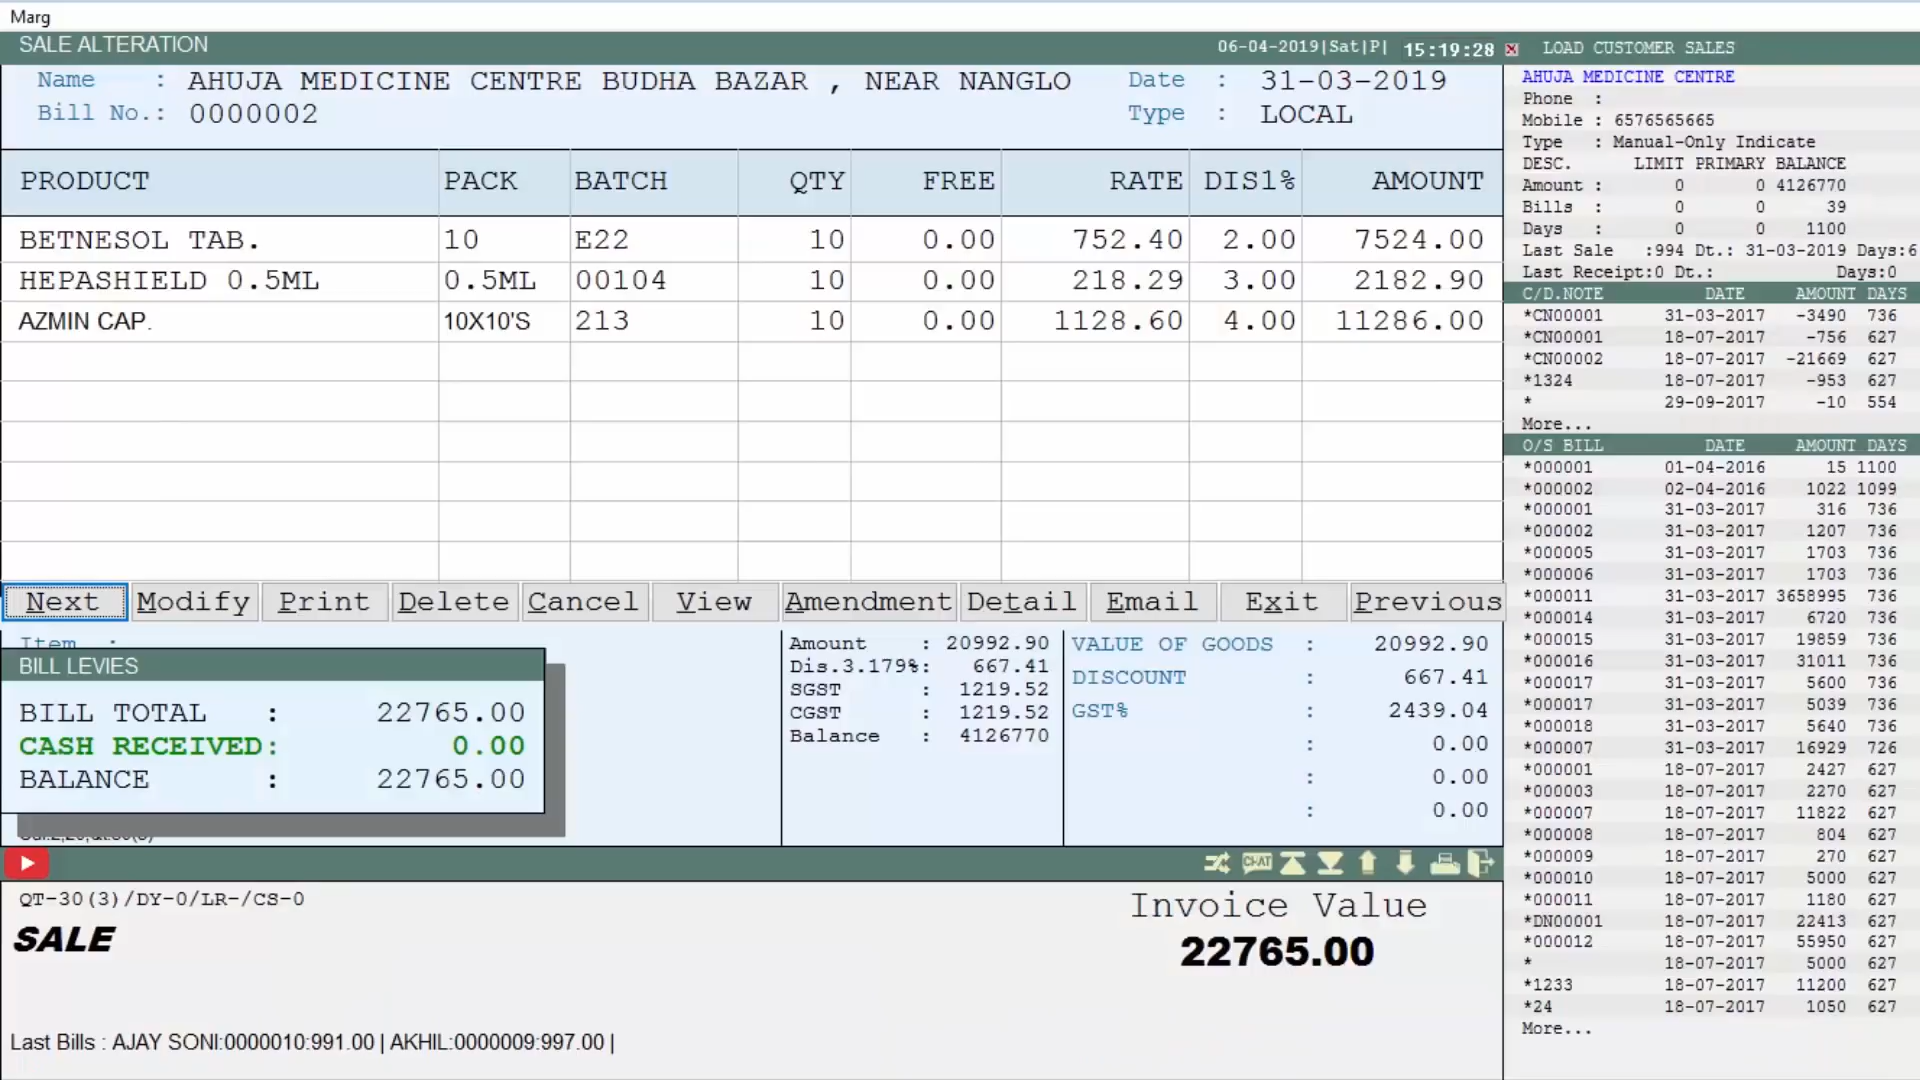 Marg
SALE ALTERATION 06-04-2019|Sat|P| 15:19:28 LOAD CUSTOMER SALES
Name : AHUJA MEDICINE CENTRE BUDHA BAZAR , NEAR NANGLO Date : 31-03-2019
Bill No.: 0000002 Type : LOCAL
PRODUCT PACK BATCH QTY FREE RATE DIS1% AMOUNT
BETNESOL TAB. 10 E22 10 0.00 752.40 2.00 7524.00
HEPASHIELD 0.5ML 0.5ML 00104 10 0.00 218.29 3.00 2182.90
AZMIN CAP. 10X10'S 213 10 0.00 1128.60 4.00 11286.00
Next Modify Print Delete Cancel View Amendment Detail Email Exit Previous
Item :
BILL LEVIES
BILL TOTAL : 22765.00
CASH RECEIVED: 0.00
BALANCE : 22765.00
Amount : 20992.90
Dis.3.179%: 667.41
SGST : 1219.52
CGST : 1219.52
Balance : 4126770
VALUE OF GOODS : 20992.90
DISCOUNT : 667.41
GST% : 2439.04
: 0.00
: 0.00
: 0.00
CHAT
QT-30(3)/DY-0/LR-/CS-0
SALE
Invoice Value
22765.00
Last Bills : AJAY SONI:0000010:991.00 | AKHIL:0000009:997.00 |
AHUJA MEDICINE CENTRE
Phone :
Mobile : 6576565665
Type : Manual-Only Indicate
DESC. LIMIT PRIMARY BALANCE
Amount : 0 0 4126770
Bills : 0 0 39
Days : 0 0 1100
Last Sale :994 Dt.: 31-03-2019 Days:6
Last Receipt:0 Dt.: Days:0
C/D.NOTE DATE AMOUNT DAYS
*CN00001 31-03-2017 -3490 736
*CN00001 18-07-2017 -756 627
*CN00002 18-07-2017 -21669 627
*1324 18-07-2017 -953 627
* 29-09-2017 -10 554
More...
O/S BILL DATE AMOUNT DAYS
*000001 01-04-2016 15 1100
*000002 02-04-2016 1022 1099
*000001 31-03-2017 316 736
*000002 31-03-2017 1207 736
*000005 31-03-2017 1703 736
*000006 31-03-2017 1703 736
*000011 31-03-2017 3658995 736
*000014 31-03-2017 6720 736
*000015 31-03-2017 19859 736
*000016 31-03-2017 31011 736
*000017 31-03-2017 5600 736
*000017 31-03-2017 5039 736
*000018 31-03-2017 5640 736
*000007 31-03-2017 16929 726
*000001 18-07-2017 2427 627
*000003 18-07-2017 2270 627
*000007 18-07-2017 11822 627
*000008 18-07-2017 804 627
*000009 18-07-2017 270 627
*000010 18-07-2017 5000 627
*000011 18-07-2017 1180 627
*DN00001 18-07-2017 22413 627
*000012 18-07-2017 55950 627
* 18-07-2017 5000 627
*1233 18-07-2017 11200 627
*24 18-07-2017 1050 627
More...